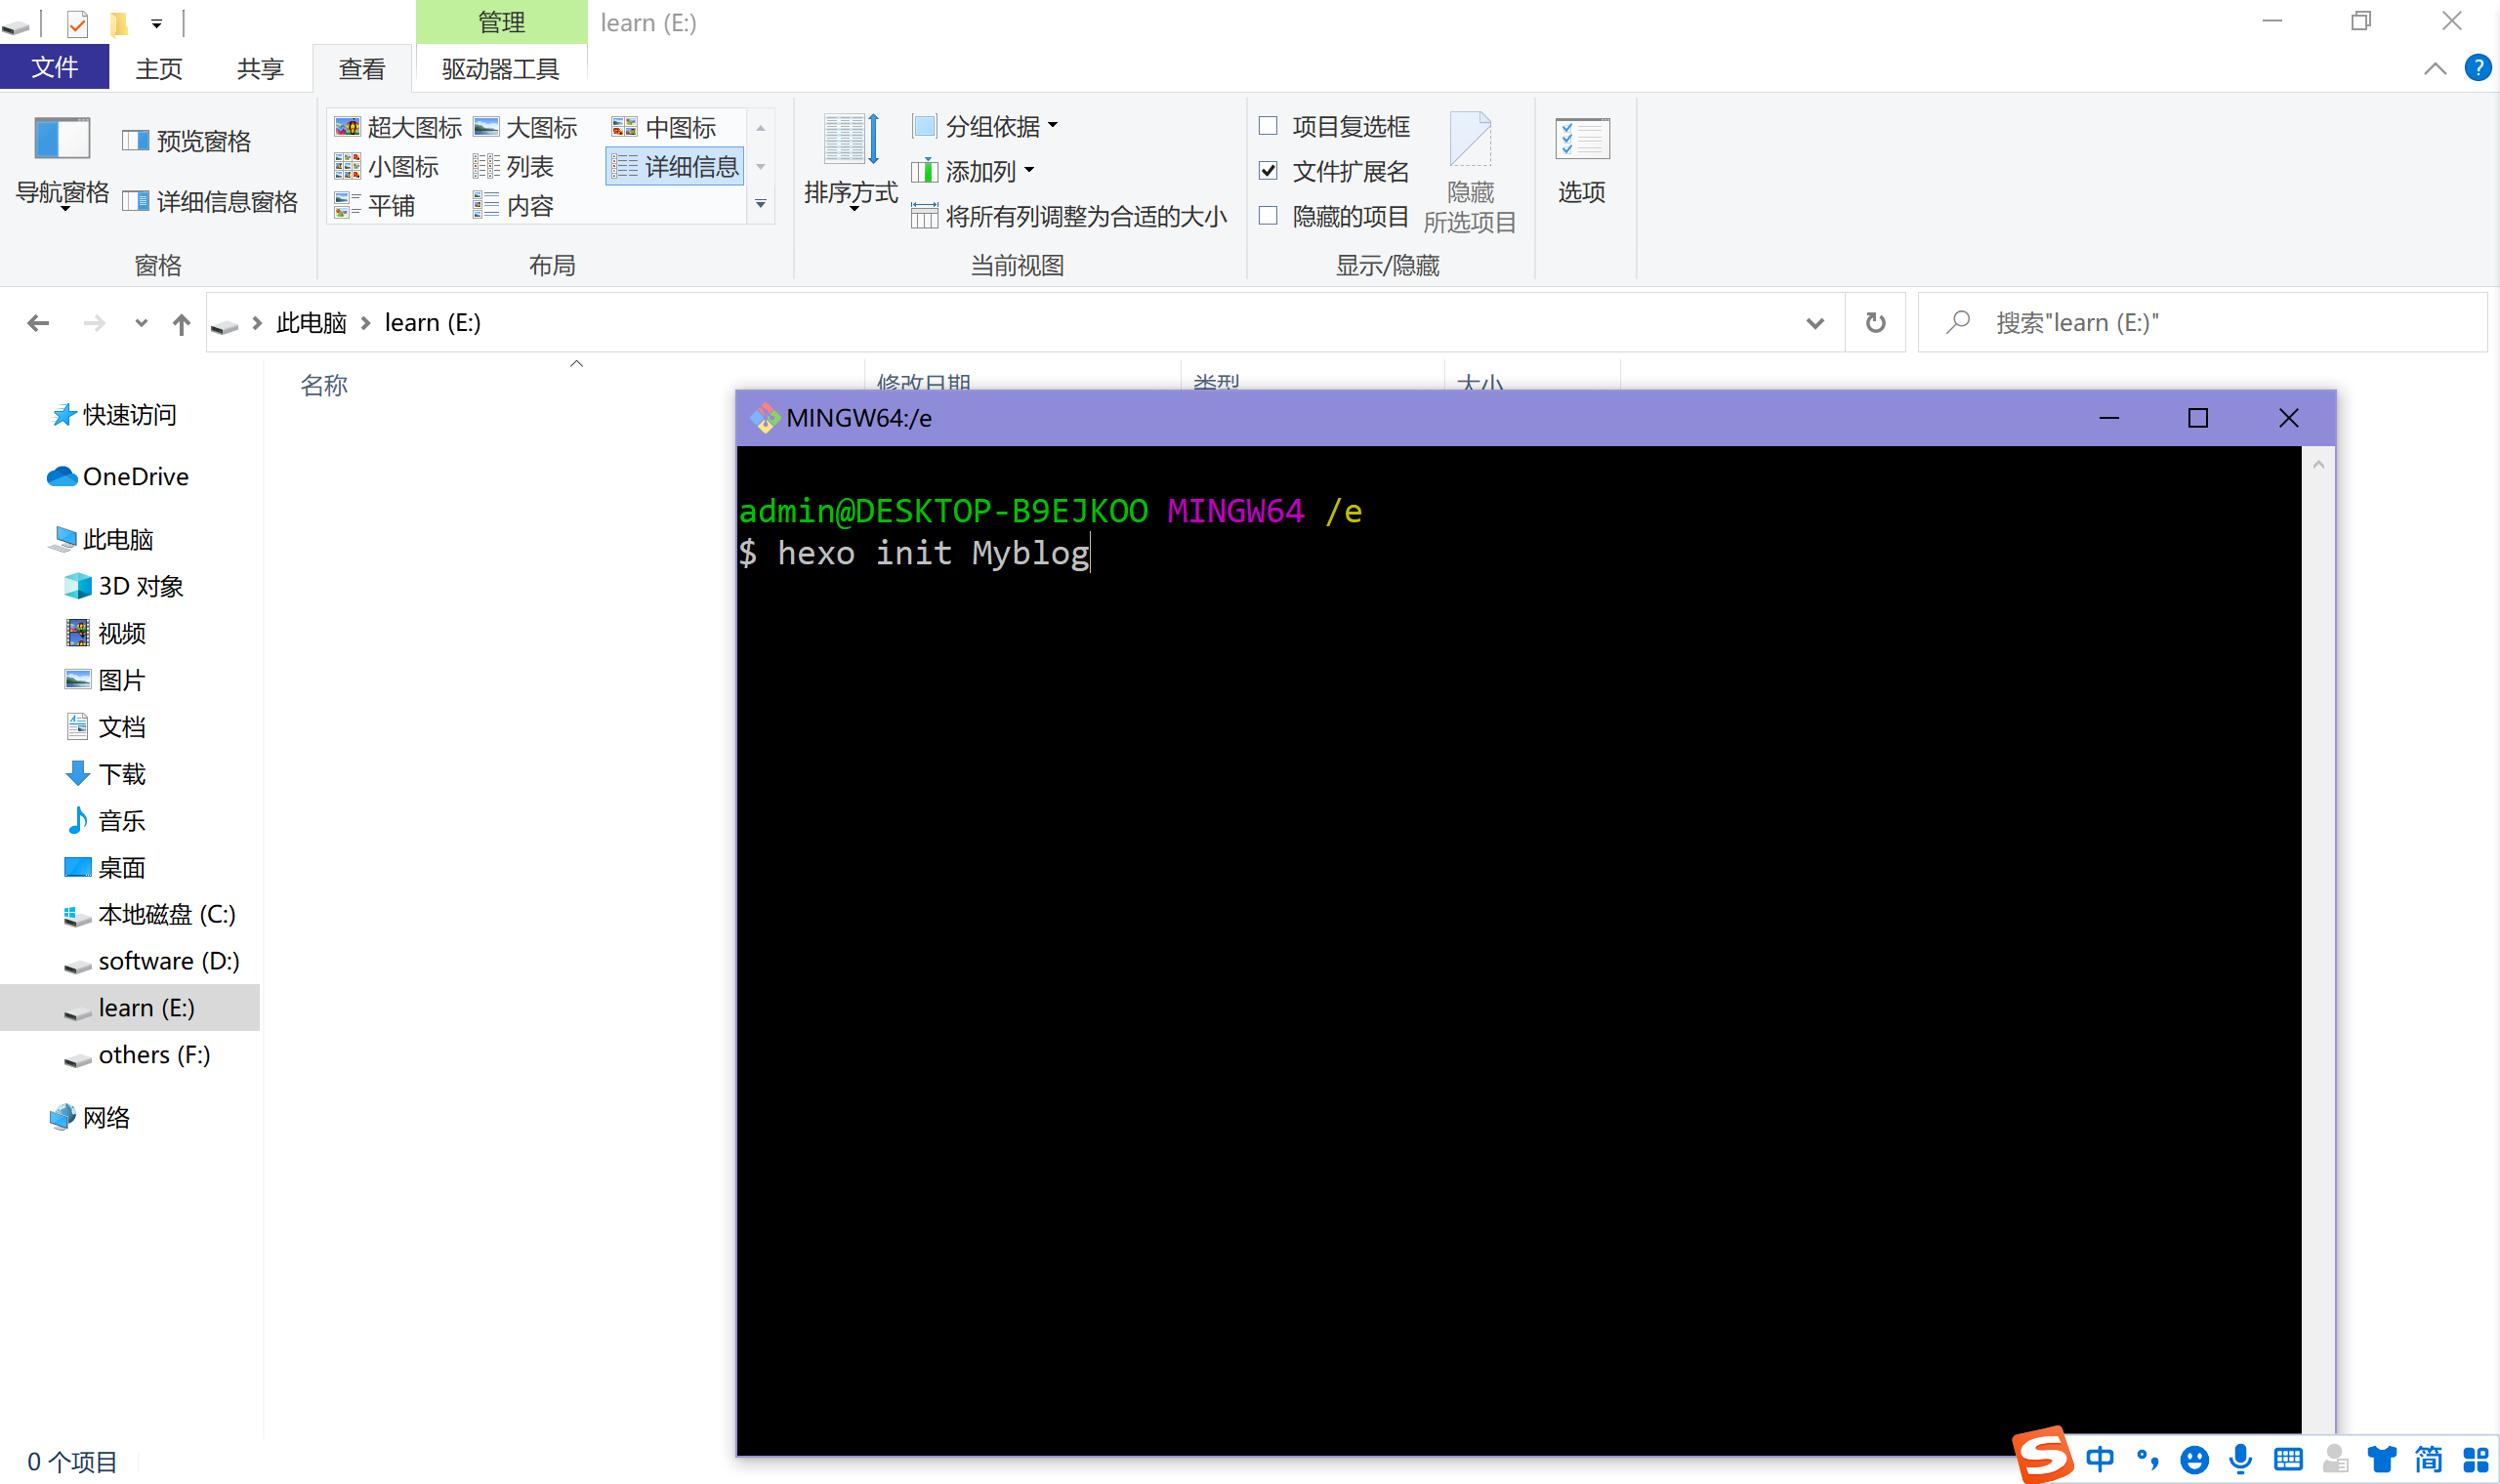 管理 learn (E:)
文件 主页 共享 查看 驱动器工具
导航窗格
预览窗格
详细信息窗格
窗格
超大图标 大图标 中图标
小图标 列表 详细信息
平铺 内容
布局
排序方式
分组依据
添加列
将所有列调整为合适的大小
当前视图
项目复选框
文件扩展名
隐藏的项目
隐藏
所选项目
显示/隐藏
选项
此电脑 learn (E:)
搜索"learn (E:)"
名称 修改日期 类型 大小
快速访问
OneDrive
此电脑
3D 对象
视频
图片
文档
下载
音乐
桌面
本地磁盘 (C:)
software (D:)
learn (E:)
others (F:)
网络
0 个项目
MINGW64:/e
admin@DESKTOP-B9EJKOO MINGW64 /e
$ hexo init Myblog
S 中 简